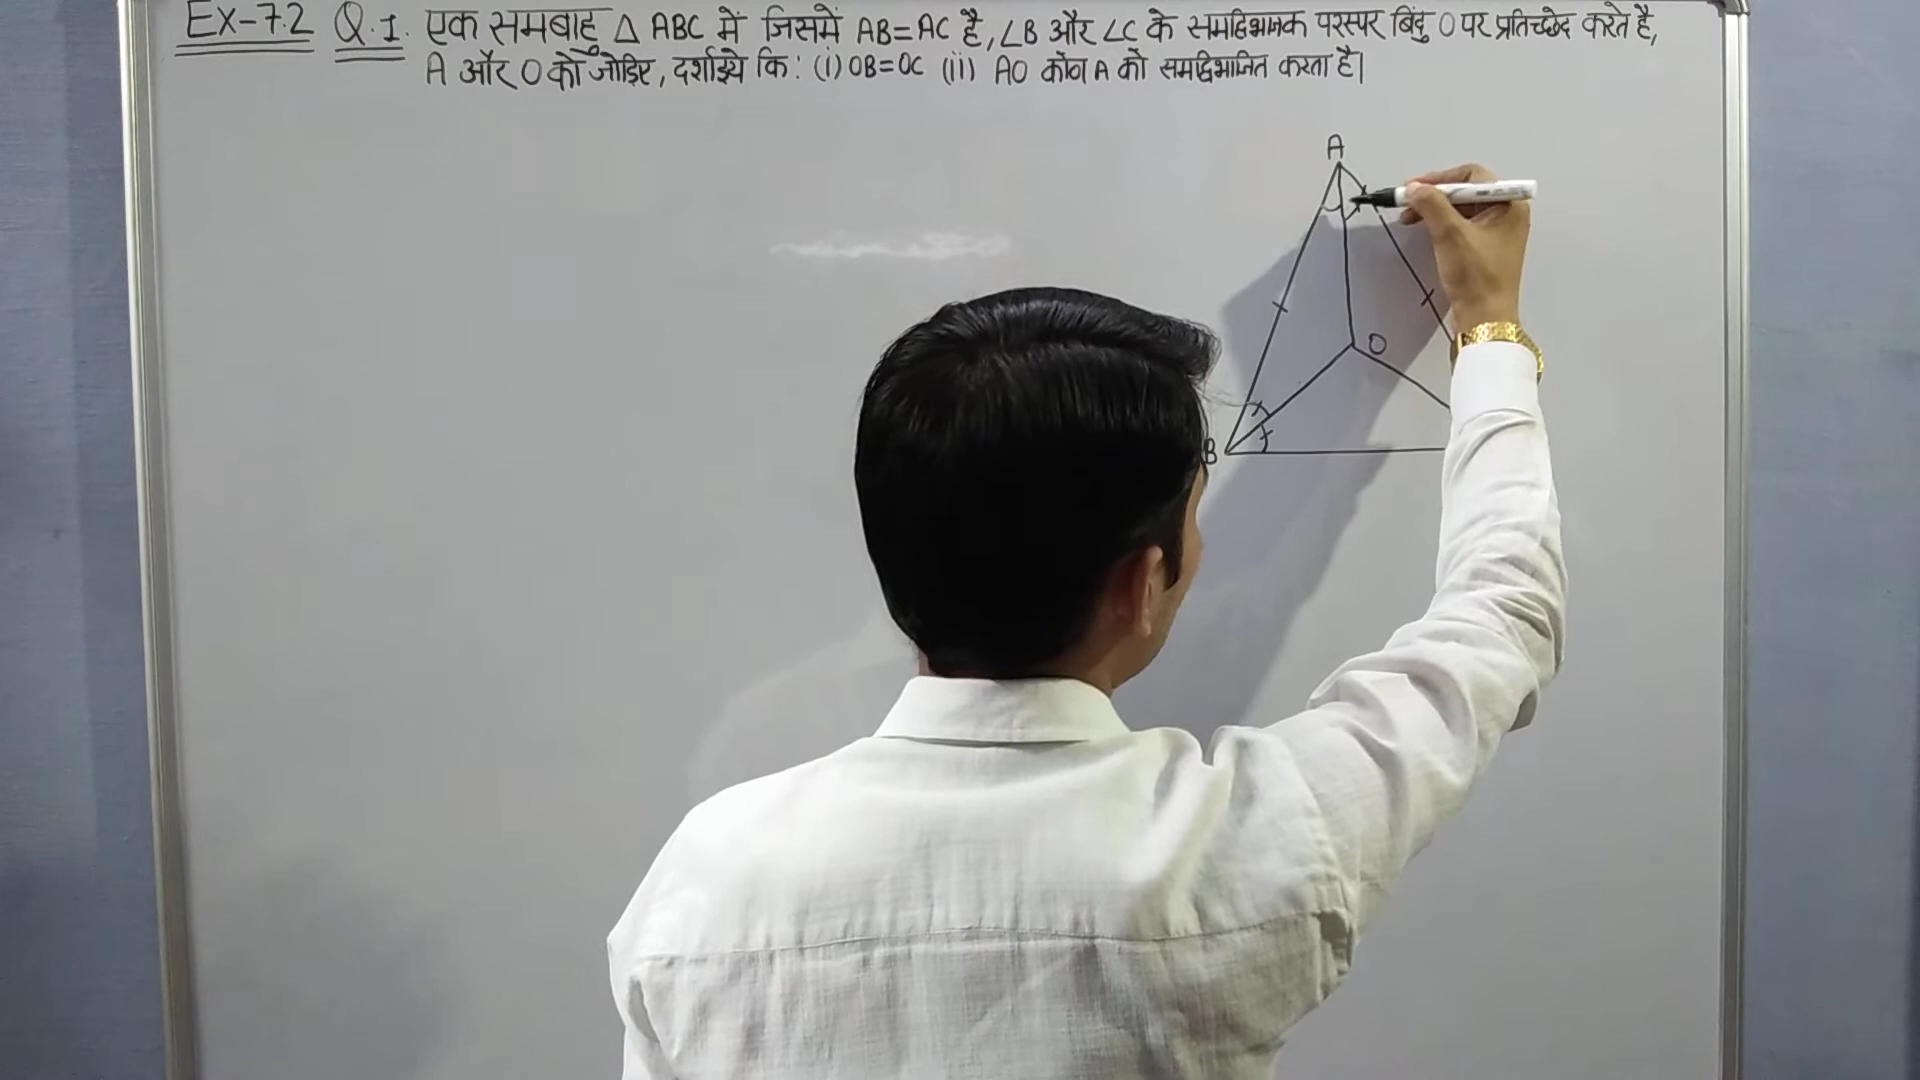 EX-7.2 Q.1. एक समबाहु △ ABC में जिसमें AB=AC है, ∠B और ∠C के समद्विभाजक परस्पर बिंदु O पर प्रतिच्छेद करते है,
A और O को जोड़िए, दर्शाइये कि: (i) OB=OC (ii) AO कोण A को समद्विभाजित करता है।
A
O
B